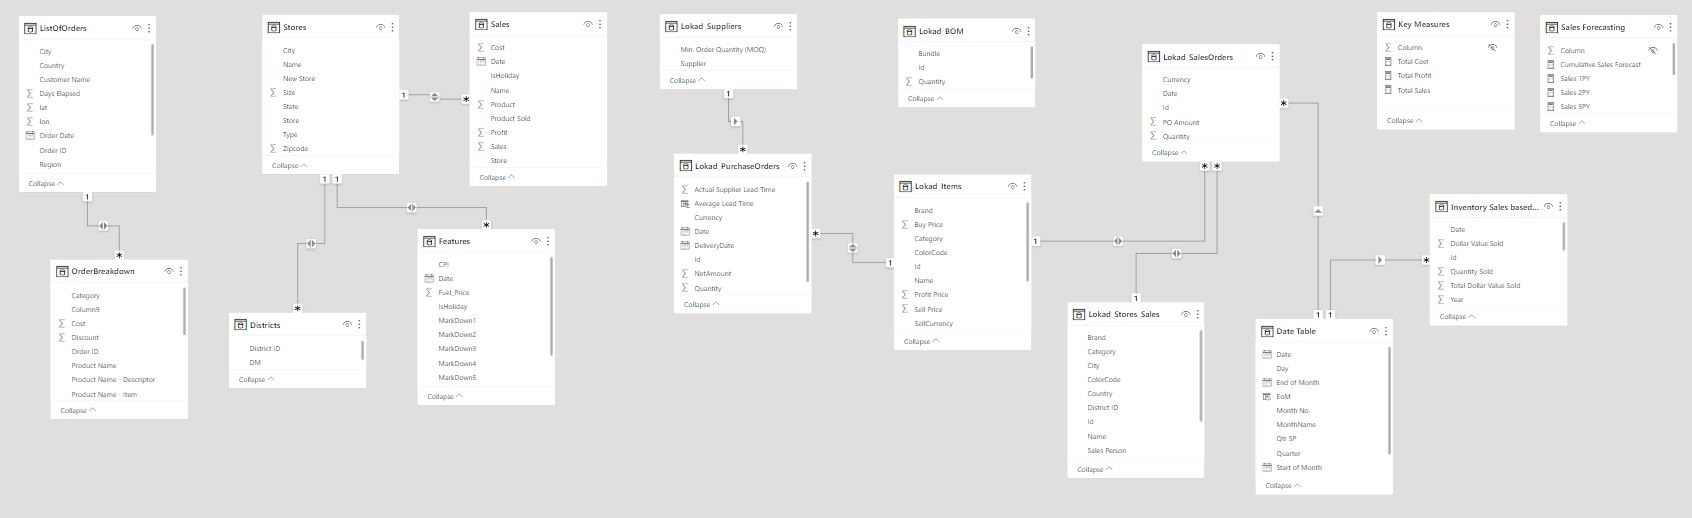 ListOfOrders
City
Country
Customer Name
Days Elapsed
lat
lon
Order Date
Order ID
Region
Collapse
1
*
OrderBreakdown
Category
Column9
Cost
Discount
Order ID
Product Name
Product Name - Descriptor
Product Name - Item
Collapse
Stores
City
Name
New Store
Size
State
Store
Type
Zipcode
Collapse
1
*
1
1
*
*
Sales
Cost
Date
IsHoliday
Name
Product
Product Sold
Profit
Sales
Store
Collapse
Districts
District ID
DM
Collapse
Features
CPI
Date
Fuel_Price
IsHoliday
MarkDown1
MarkDown2
MarkDown3
MarkDown4
MarkDown5
Collapse
Lokad_Suppliers
Min. Order Quantity (MOQ)
Supplier
Collapse
1
*
Lokad_PurchaseOrders
Actual Supplier Lead Time
Average Lead Time
Currency
Date
DeliveryDate
Id
NetAmount
Quantity
Collapse
*
1
Lokad_BOM
Bundle
Id
Quantity
Collapse
Lokad_Items
Brand
Buy Price
Category
ColorCode
Id
Name
Profit Price
Sell Price
SellCurrency
Collapse
1
Lokad_SalesOrders
Currency
Date
Id
PO Amount
Quantity
Collapse
*
*
*
1
Lokad_Stores_Sales
Brand
Category
City
ColorCode
Country
District ID
Id
Name
Sales Person
Collapse
1
1
Date Table
Date
Day
End of Month
EoM
Month No.
MonthName
Qtr SP
Quarter
Start of Month
Collapse
Key Measures
Column
Total Cost
Total Profit
Total Sales
Collapse
Sales Forecasting
Column
Cumulative Sales Forecast
Sales 1PY
Sales 2PY
Sales 3PY
Collapse
*
Inventory Sales based...
Date
Dollar Value Sold
Id
Quantity Sold
Total Dollar Value Sold
Year
Collapse